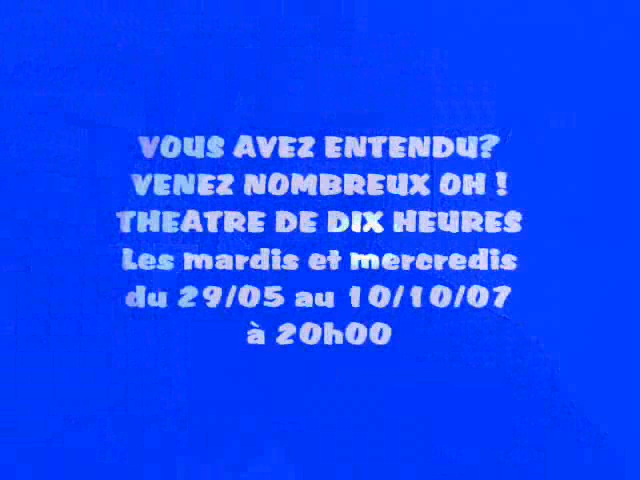 VOUS AVEZ ENTENDU?
VENEZ NOMBREUX OH !
THEATRE DE DIX HEURES
Les mardis et mercredis
du 29/05 au 10/10/07
à 20h00